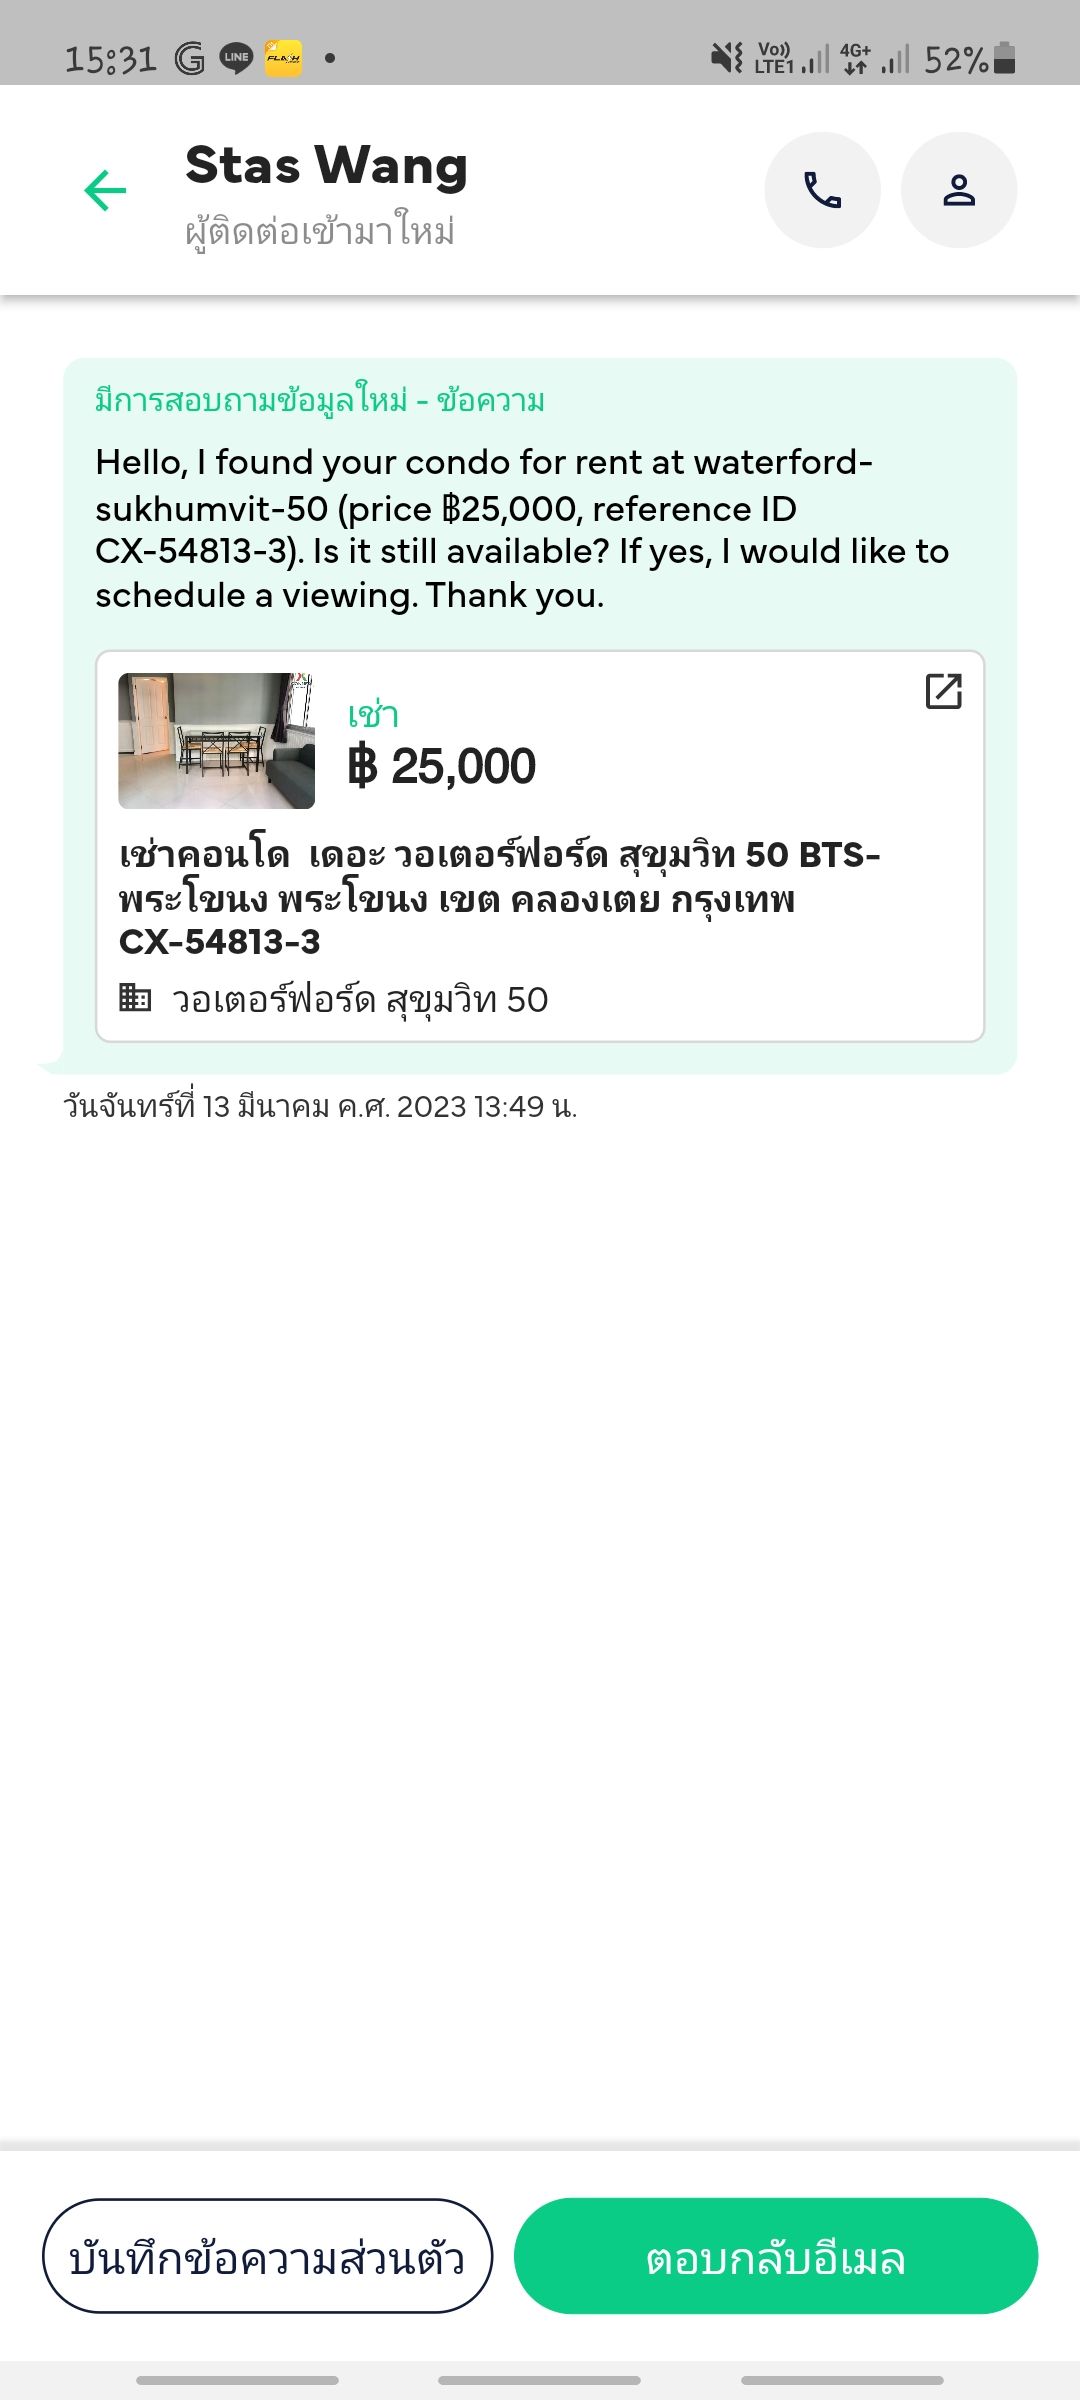 15:31 G LINE FLASH Vo)) LTE1 4G+ 52%
Stas Wang
ผู้ติดต่อเข้ามาใหม่
มีการสอบถามข้อมูลใหม่ - ข้อความ
Hello, I found your condo for rent at waterford-
sukhumvit-50 (price ฿25,000, reference ID
CX-54813-3). Is it still available? If yes, I would like to
schedule a viewing. Thank you.
เช่า
฿ 25,000
เช่าคอนโด เดอะ วอเตอร์ฟอร์ด สุขุมวิท 50 BTS-
พระโขนง พระโขนง เขต คลองเตย กรุงเทพ
CX-54813-3
วอเตอร์ฟอร์ด สุขุมวิท 50
วันจันทร์ที่ 13 มีนาคม ค.ศ. 2023 13:49 น.
บันทึกข้อความส่วนตัว
ตอบกลับอีเมล